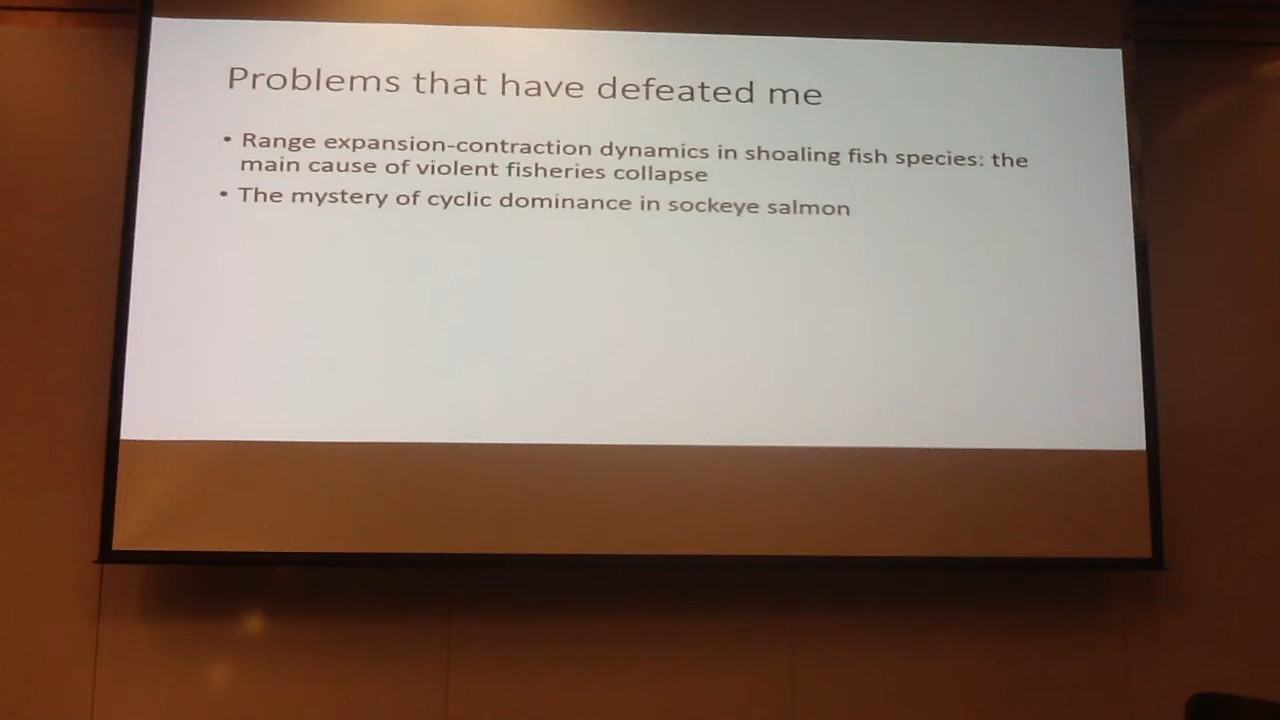 Problems that have defeated me
• Range expansion-contraction dynamics in shoaling fish species: the
main cause of violent fisheries collapse
• The mystery of cyclic dominance in sockeye salmon